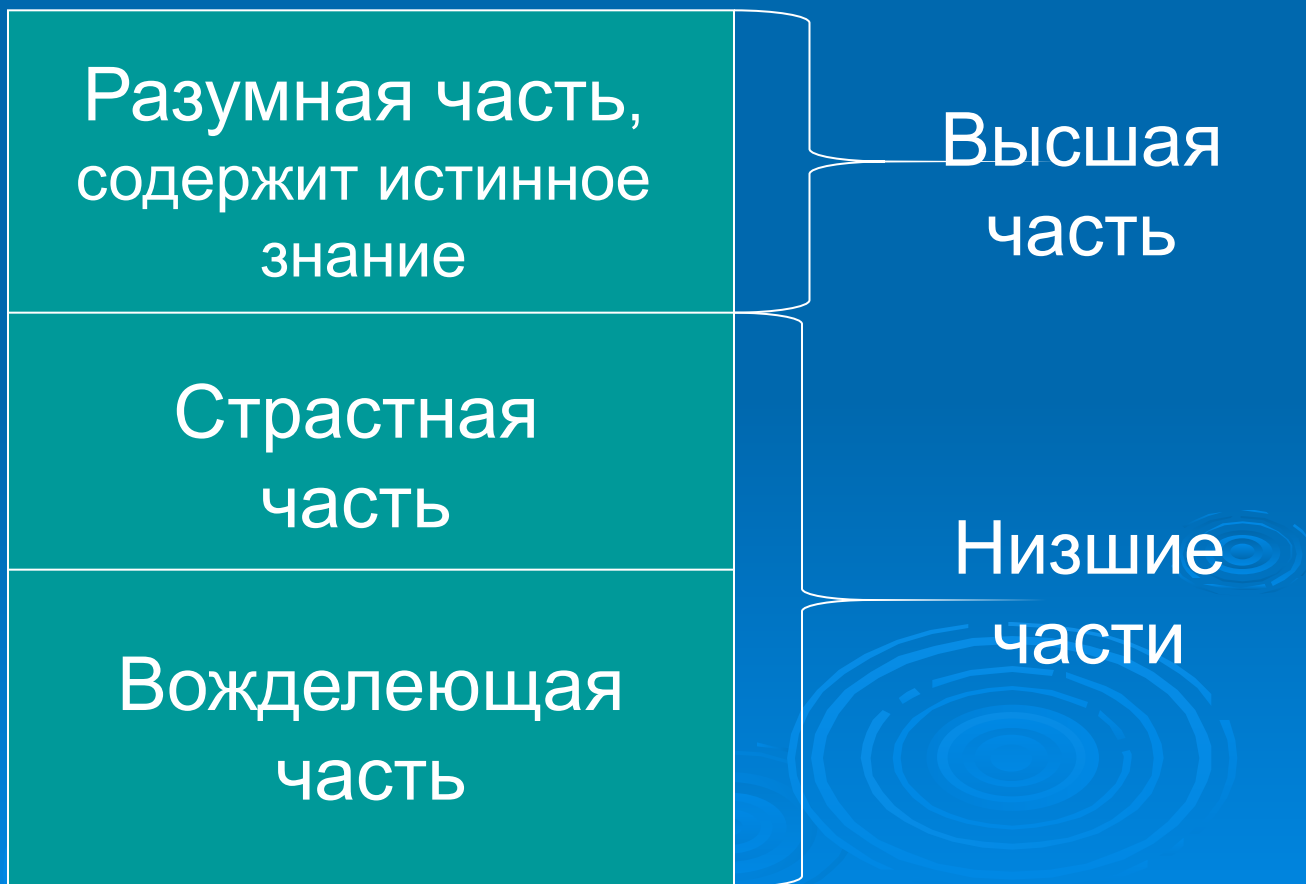 Разумная часть,
содержит истинное
знание
Высшая
часть
Страстная
часть
Вожделеющая
часть
Низшие
части